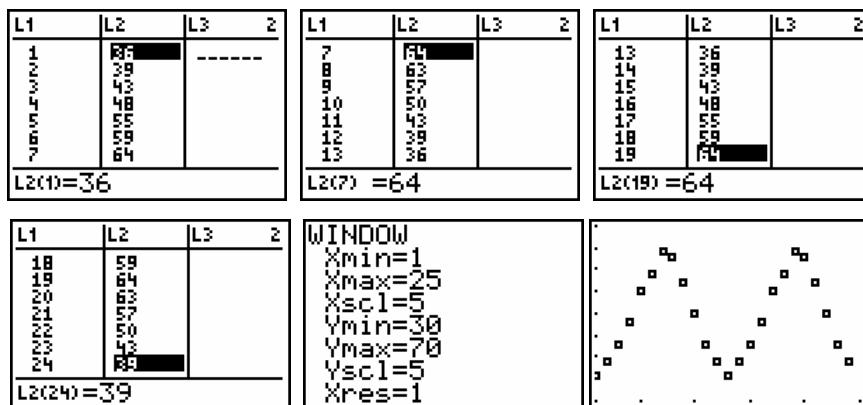 L1 L2 L3 2
1 36 ------
2 39
3 43
4 48
5 55
6 59
7 64
L2(1)=36
L1 L2 L3 2
7 64
8 63
9 57
10 50
11 43
12 39
13 36
L2(7) =64
L1 L2 L3 2
13 36
14 39
15 43
16 48
17 55
18 59
19 64
L2(19) =64
L1 L2 L3 2
18 59
19 64
20 63
21 57
22 50
23 43
24 39
L2(24) =39
WINDOW
Xmin=1
Xmax=25
Xscl=5
Ymin=30
Ymax=70
Yscl=5
Xres=1